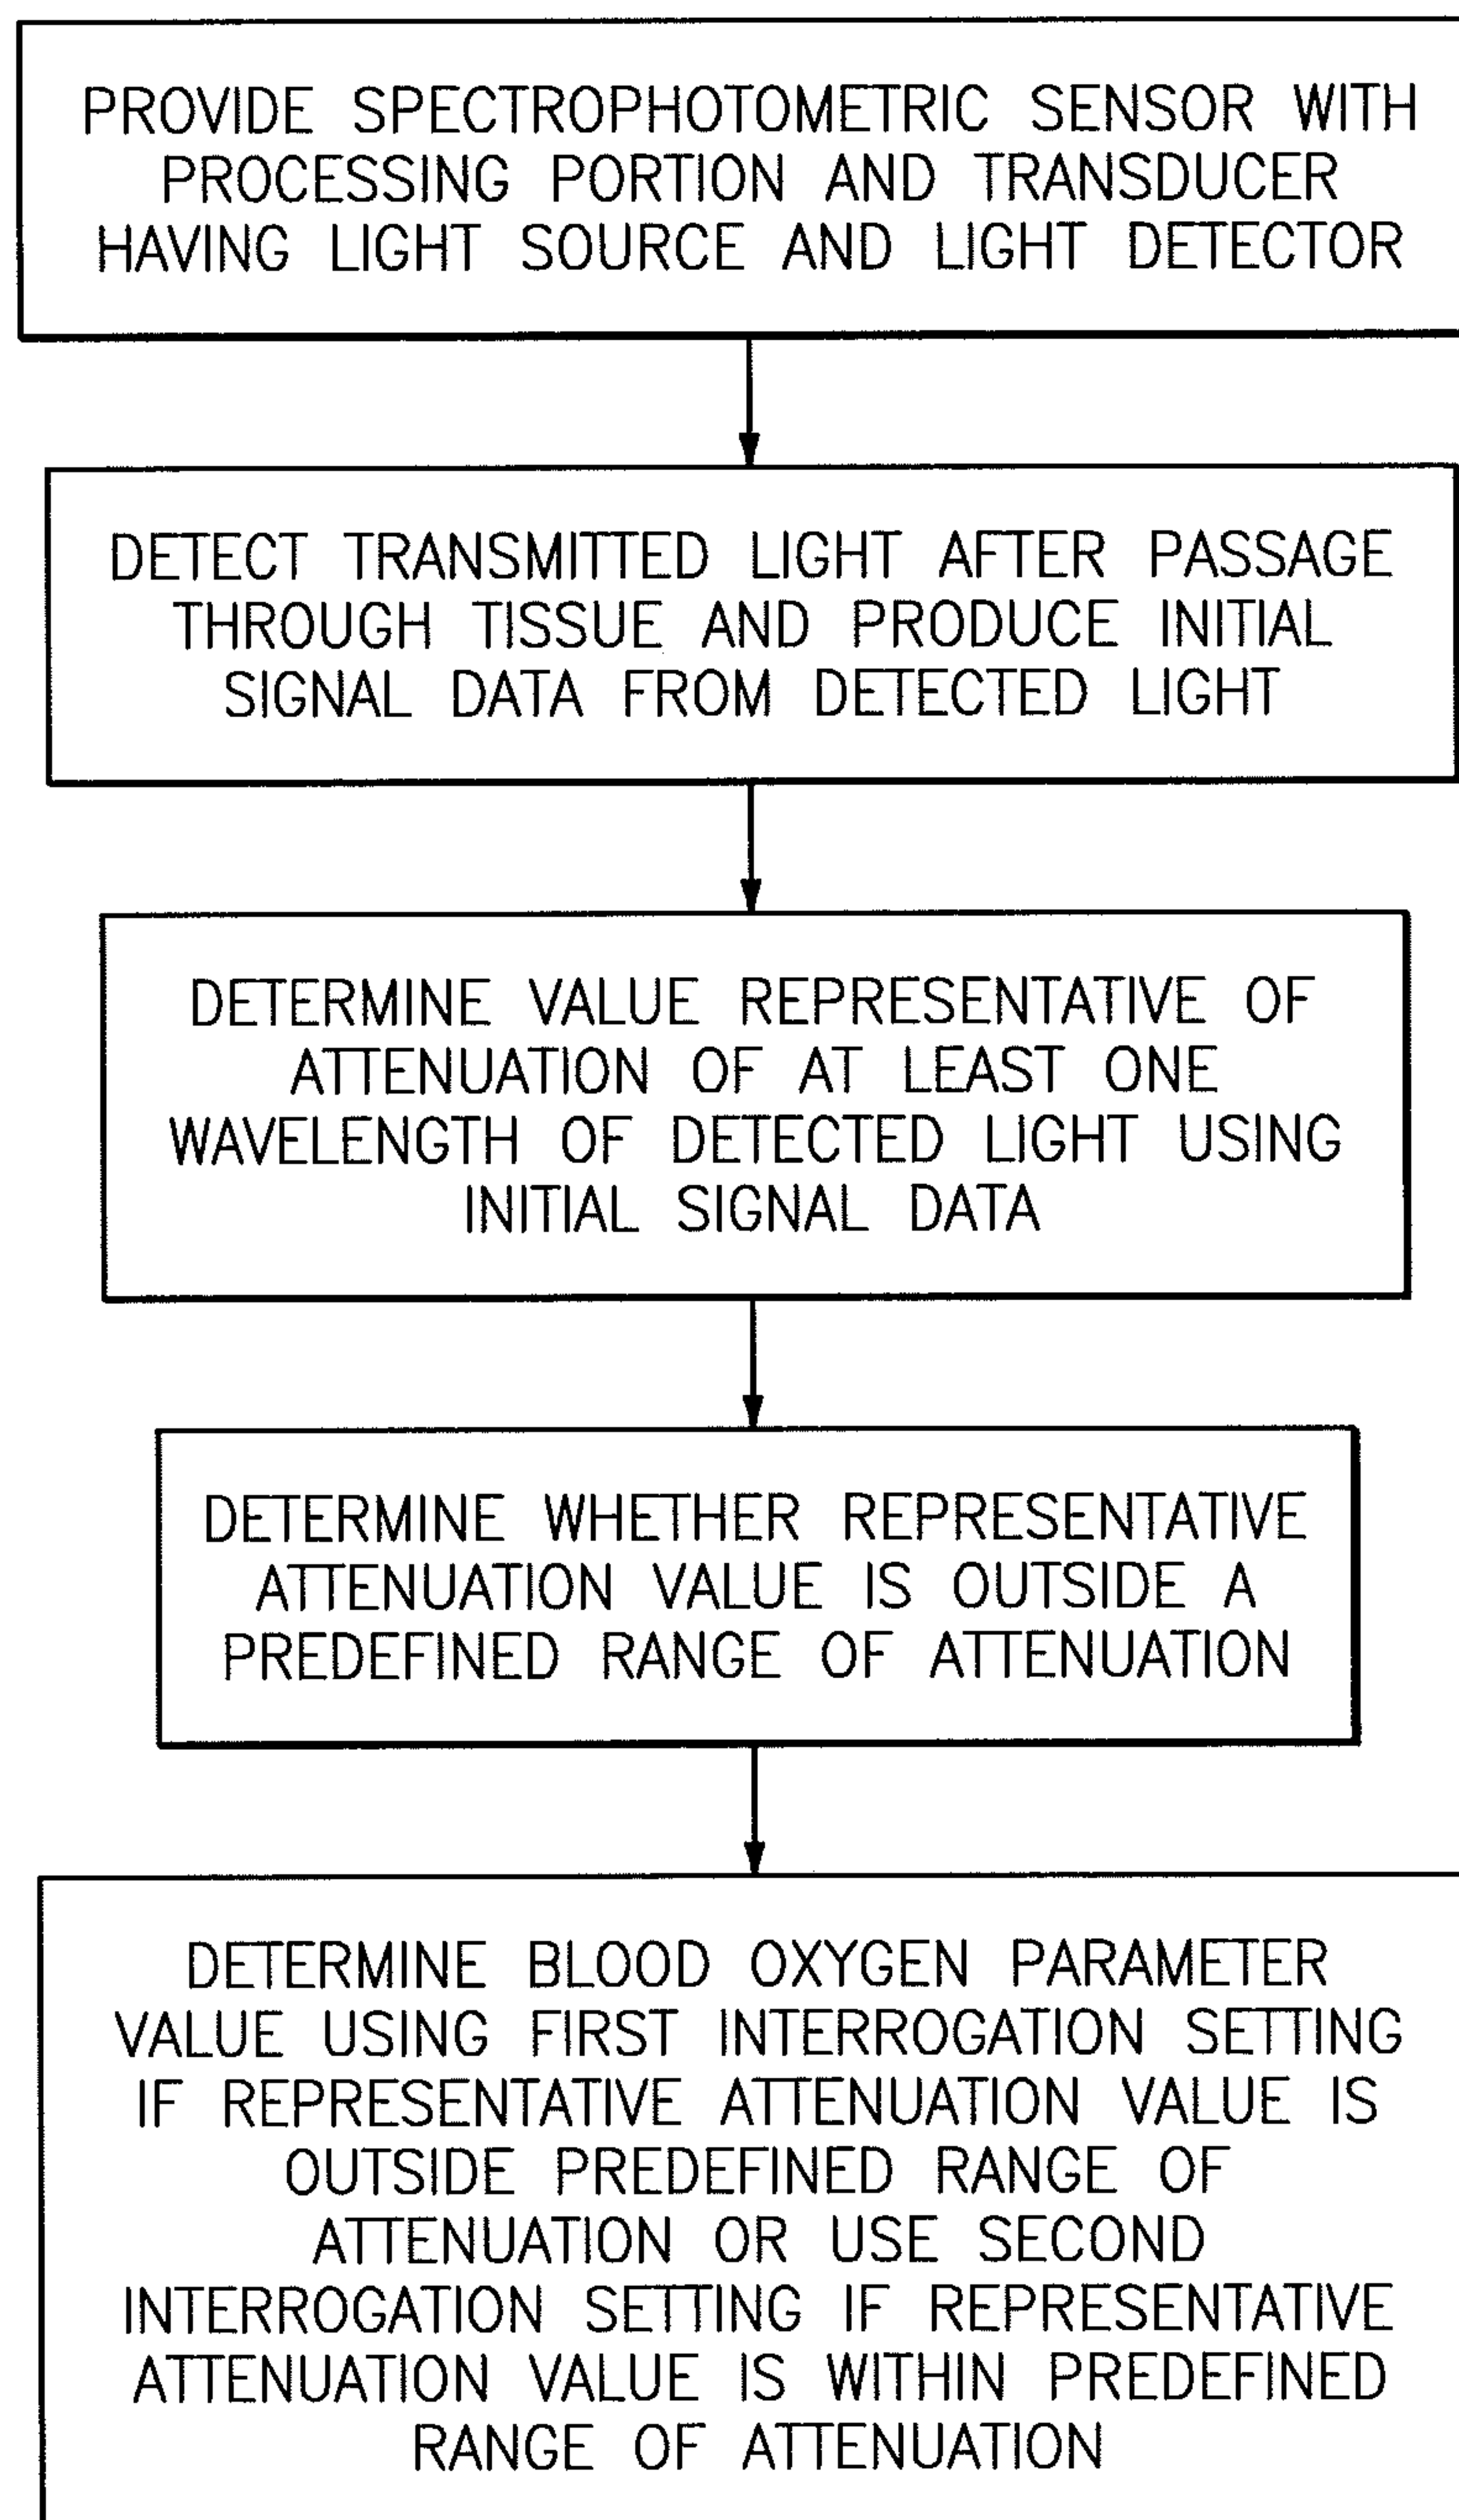 PROVIDE SPECTROPHOTOMETRIC SENSOR WITH
PROCESSING PORTION AND TRANSDUCER
HAVING LIGHT SOURCE AND LIGHT DETECTOR
DETECT TRANSMITTED LIGHT AFTER PASSAGE
THROUGH TISSUE AND PRODUCE INITIAL
SIGNAL DATA FROM DETECTED LIGHT
DETERMINE VALUE REPRESENTATIVE OF
ATTENUATION OF AT LEAST ONE
WAVELENGTH OF DETECTED LIGHT USING
INITIAL SIGNAL DATA
DETERMINE WHETHER REPRESENTATIVE
ATTENUATION VALUE IS OUTSIDE A
PREDEFINED RANGE OF ATTENUATION
DETERMINE BLOOD OXYGEN PARAMETER
VALUE USING FIRST INTERROGATION SETTING
IF REPRESENTATIVE ATTENUATION VALUE IS
OUTSIDE PREDEFINED RANGE OF
ATTENUATION OR USE SECOND
INTERROGATION SETTING IF REPRESENTATIVE
ATTENUATION VALUE IS WITHIN PREDEFINED
RANGE OF ATTENUATION